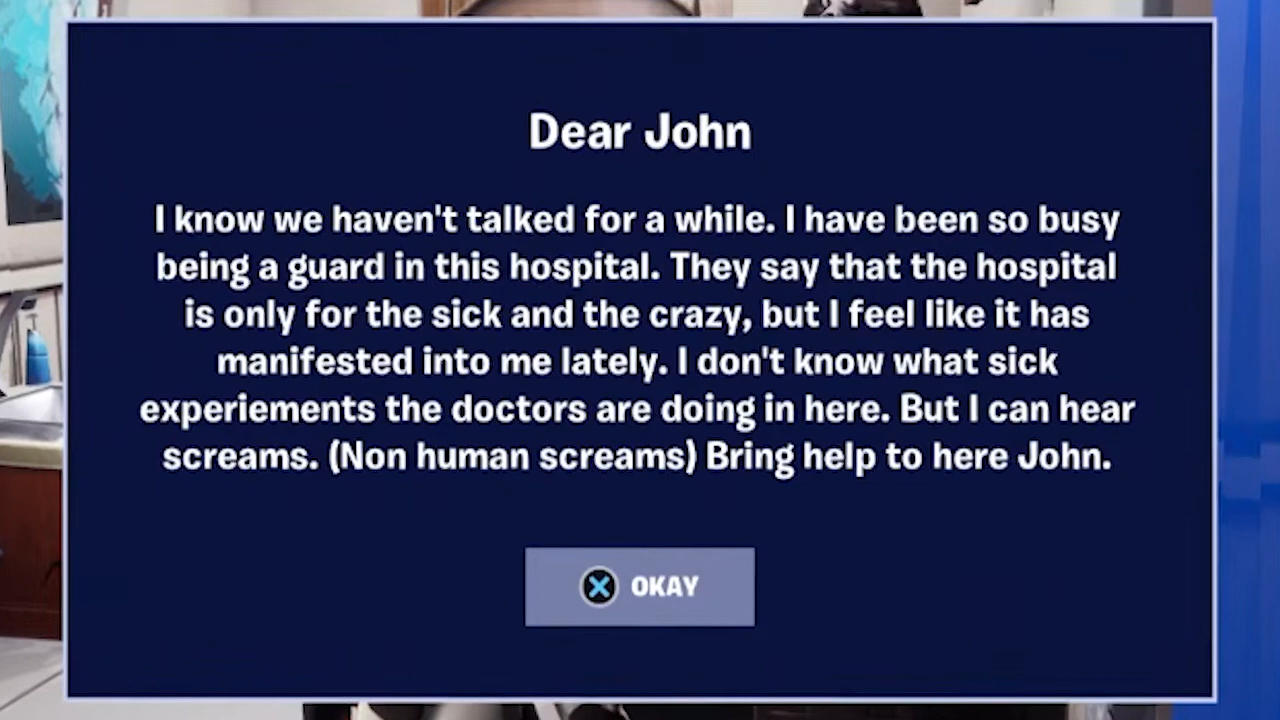 Dear John
I know we haven't talked for a while. I have been so busy
being a guard in this hospital. They say that the hospital
is only for the sick and the crazy, but I feel like it has
manifested into me lately. I don't know what sick
experiements the doctors are doing in here. But I can hear
screams. (Non human screams) Bring help to here John.
OKAY